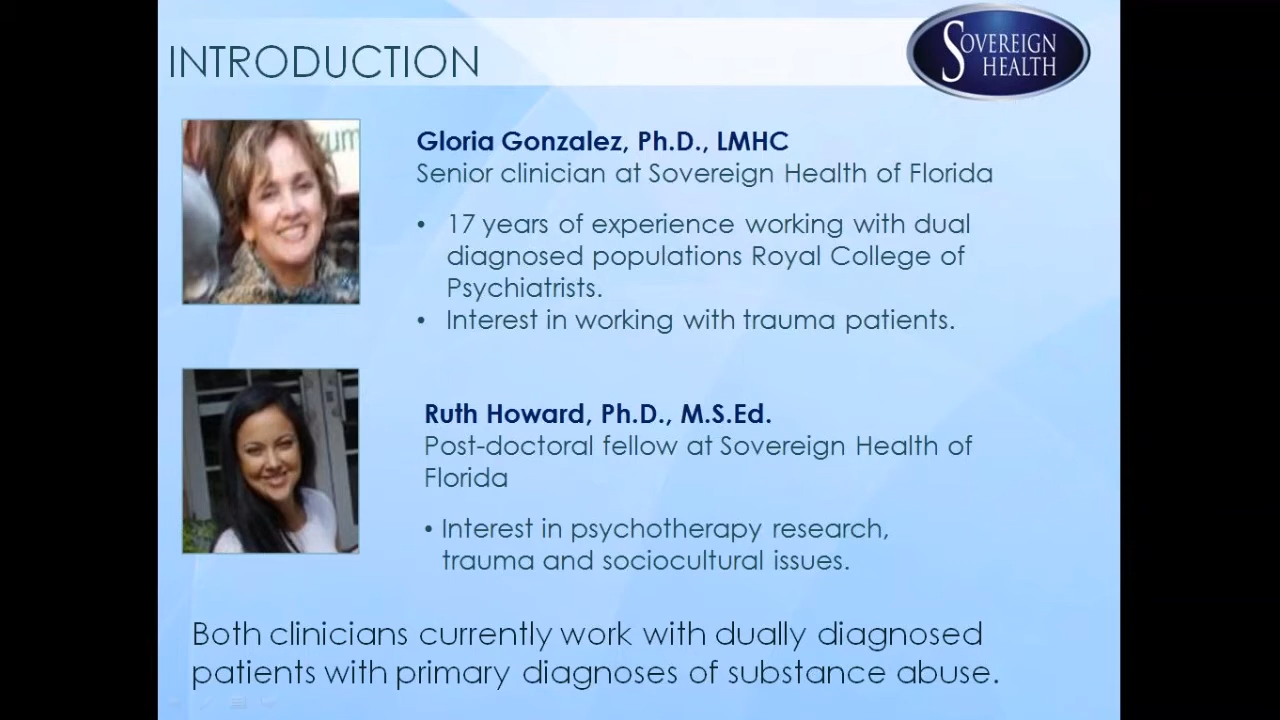 INTRODUCTION
SOVEREIGN
HEALTH
Gloria Gonzalez, Ph.D., LMHC
Senior clinician at Sovereign Health of Florida
• 17 years of experience working with dual
diagnosed populations Royal College of
Psychiatrists.
• Interest in working with trauma patients.
Ruth Howard, Ph.D., M.S.Ed.
Post-doctoral fellow at Sovereign Health of
Florida
• Interest in psychotherapy research,
trauma and sociocultural issues.
Both clinicians currently work with dually diagnosed
patients with primary diagnoses of substance abuse.